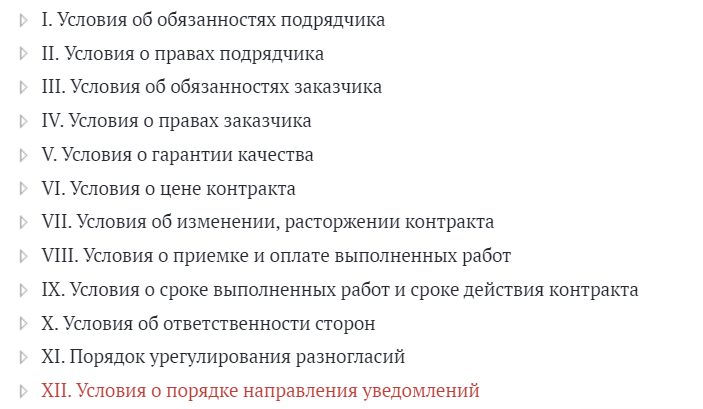 I. Условия об обязанностях подрядчика
II. Условия о правах подрядчика
III. Условия об обязанностях заказчика
IV. Условия о правах заказчика
V. Условия о гарантии качества
VI. Условия о цене контракта
VII. Условия об изменении, расторжении контракта
VIII. Условия о приемке и оплате выполненных работ
IX. Условия о сроке выполненных работ и сроке действия контракта
X. Условия об ответственности сторон
XI. Порядок урегулирования разногласий
XII. Условия о порядке направления уведомлений